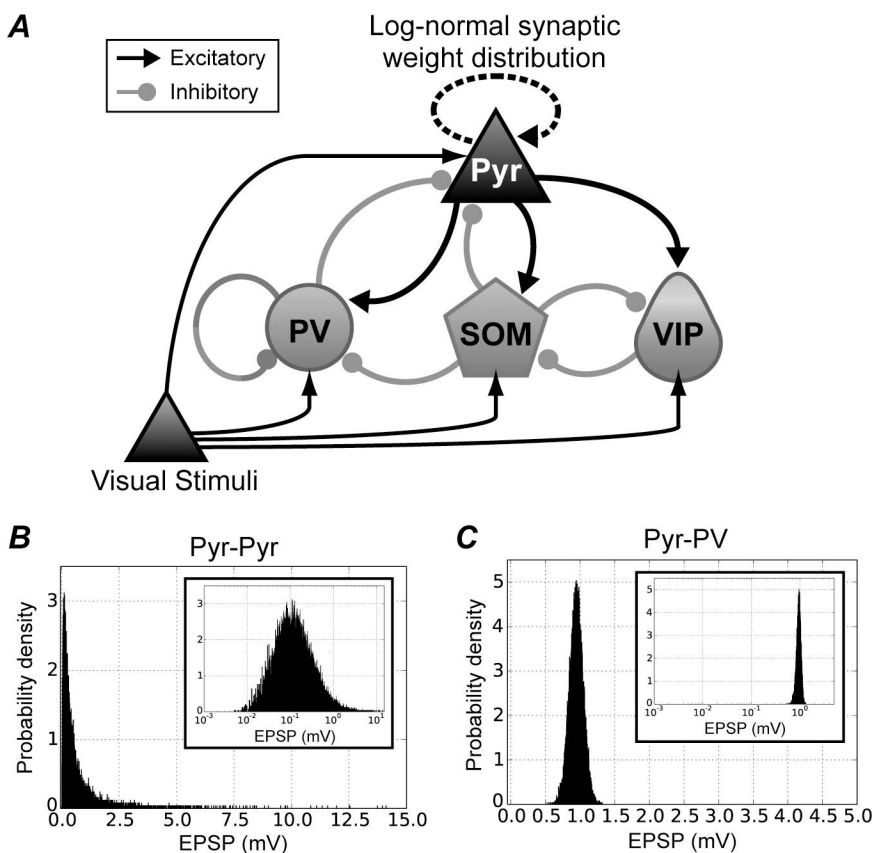 A
Excitatory
Inhibitory
Log-normal synaptic
weight distribution
Pyr
PV
SOM
VIP
Visual Stimuli
B
Pyr-Pyr
Probability density
3
2
1
0
0.0 2.5 5.0 7.5 10.0 12.5 15.0
EPSP (mV)
3
2
1
0
10-3 10-2 10-1 100 101
EPSP (mV)
C
Pyr-PV
Probability density
5
4
3
2
1
0
0.0 0.5 1.0 1.5 2.0 2.5 3.0 3.5 4.0 4.5 5.0
EPSP (mV)
5
4
3
2
1
0
10-3 10-2 10-1 100
EPSP (mV)